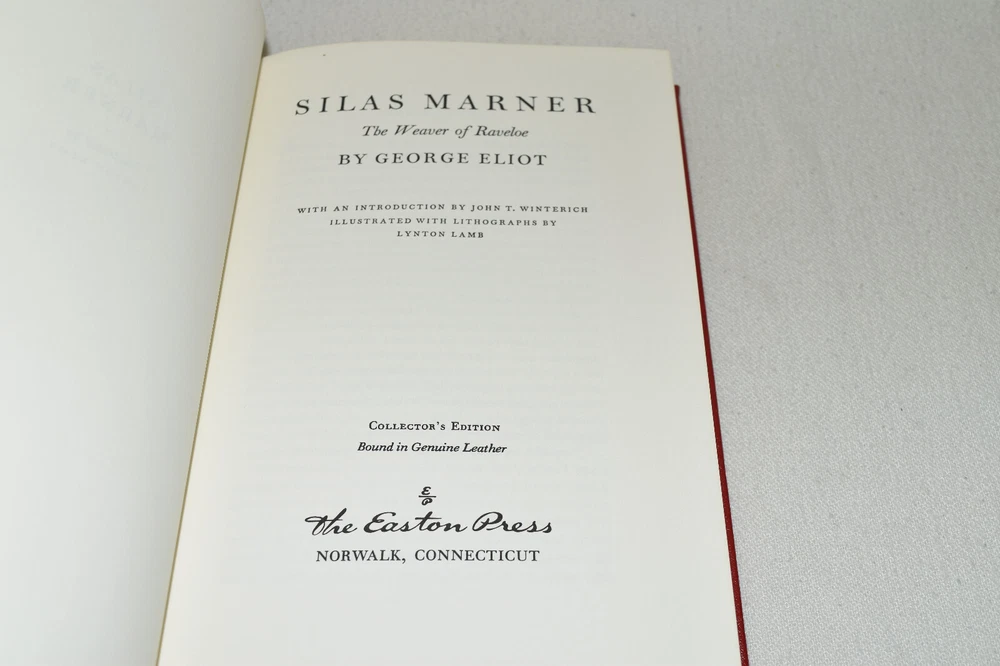 SILAS MARNER
The Weaver of Raveloe
BY GEORGE ELIOT
WITH AN INTRODUCTION BY JOHN T. WINTERICH
ILLUSTRATED WITH LITHOGRAPHS BY
LYNTON LAMB
COLLECTOR'S EDITION
Bound in Genuine Leather
The Easton Press
NORWALK, CONNECTICUT